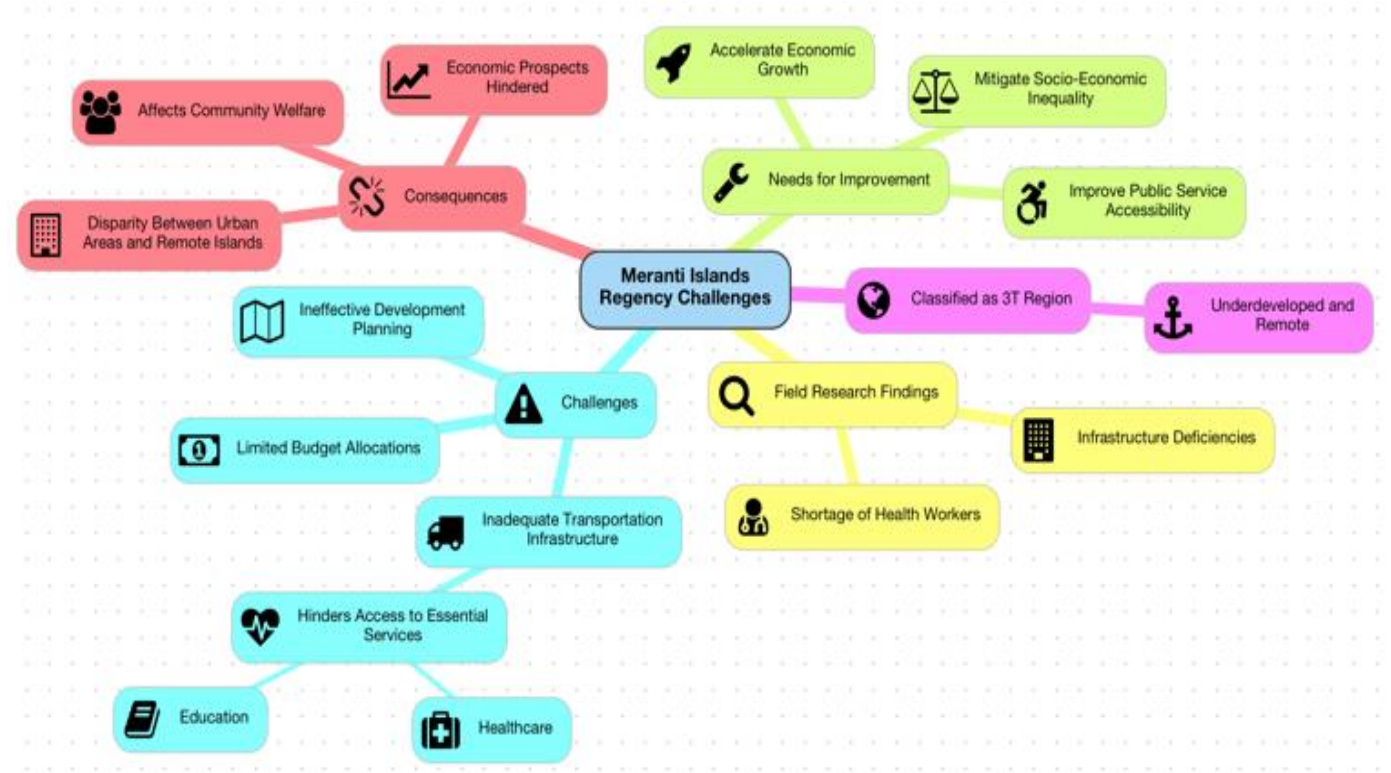 Accelerate Economic
Growth
Economic Prospects
Hindered
Mitigate Socio-Economic
Inequality
Affects Community Welfare
Needs for Improvement
Consequences
Improve Public Service
Accessibility
Disparity Between Urban
Areas and Remote Islands
Meranti Islands
Regency Challenges
Classified as 3T Region
Underdeveloped and
Remote
Ineffective Development
Planning
Field Research Findings
Challenges
Infrastructure Deficiencies
Limited Budget Allocations
Shortage of Health Workers
Inadequate Transportation
Infrastructure
Hinders Access to Essential
Services
Education
Healthcare